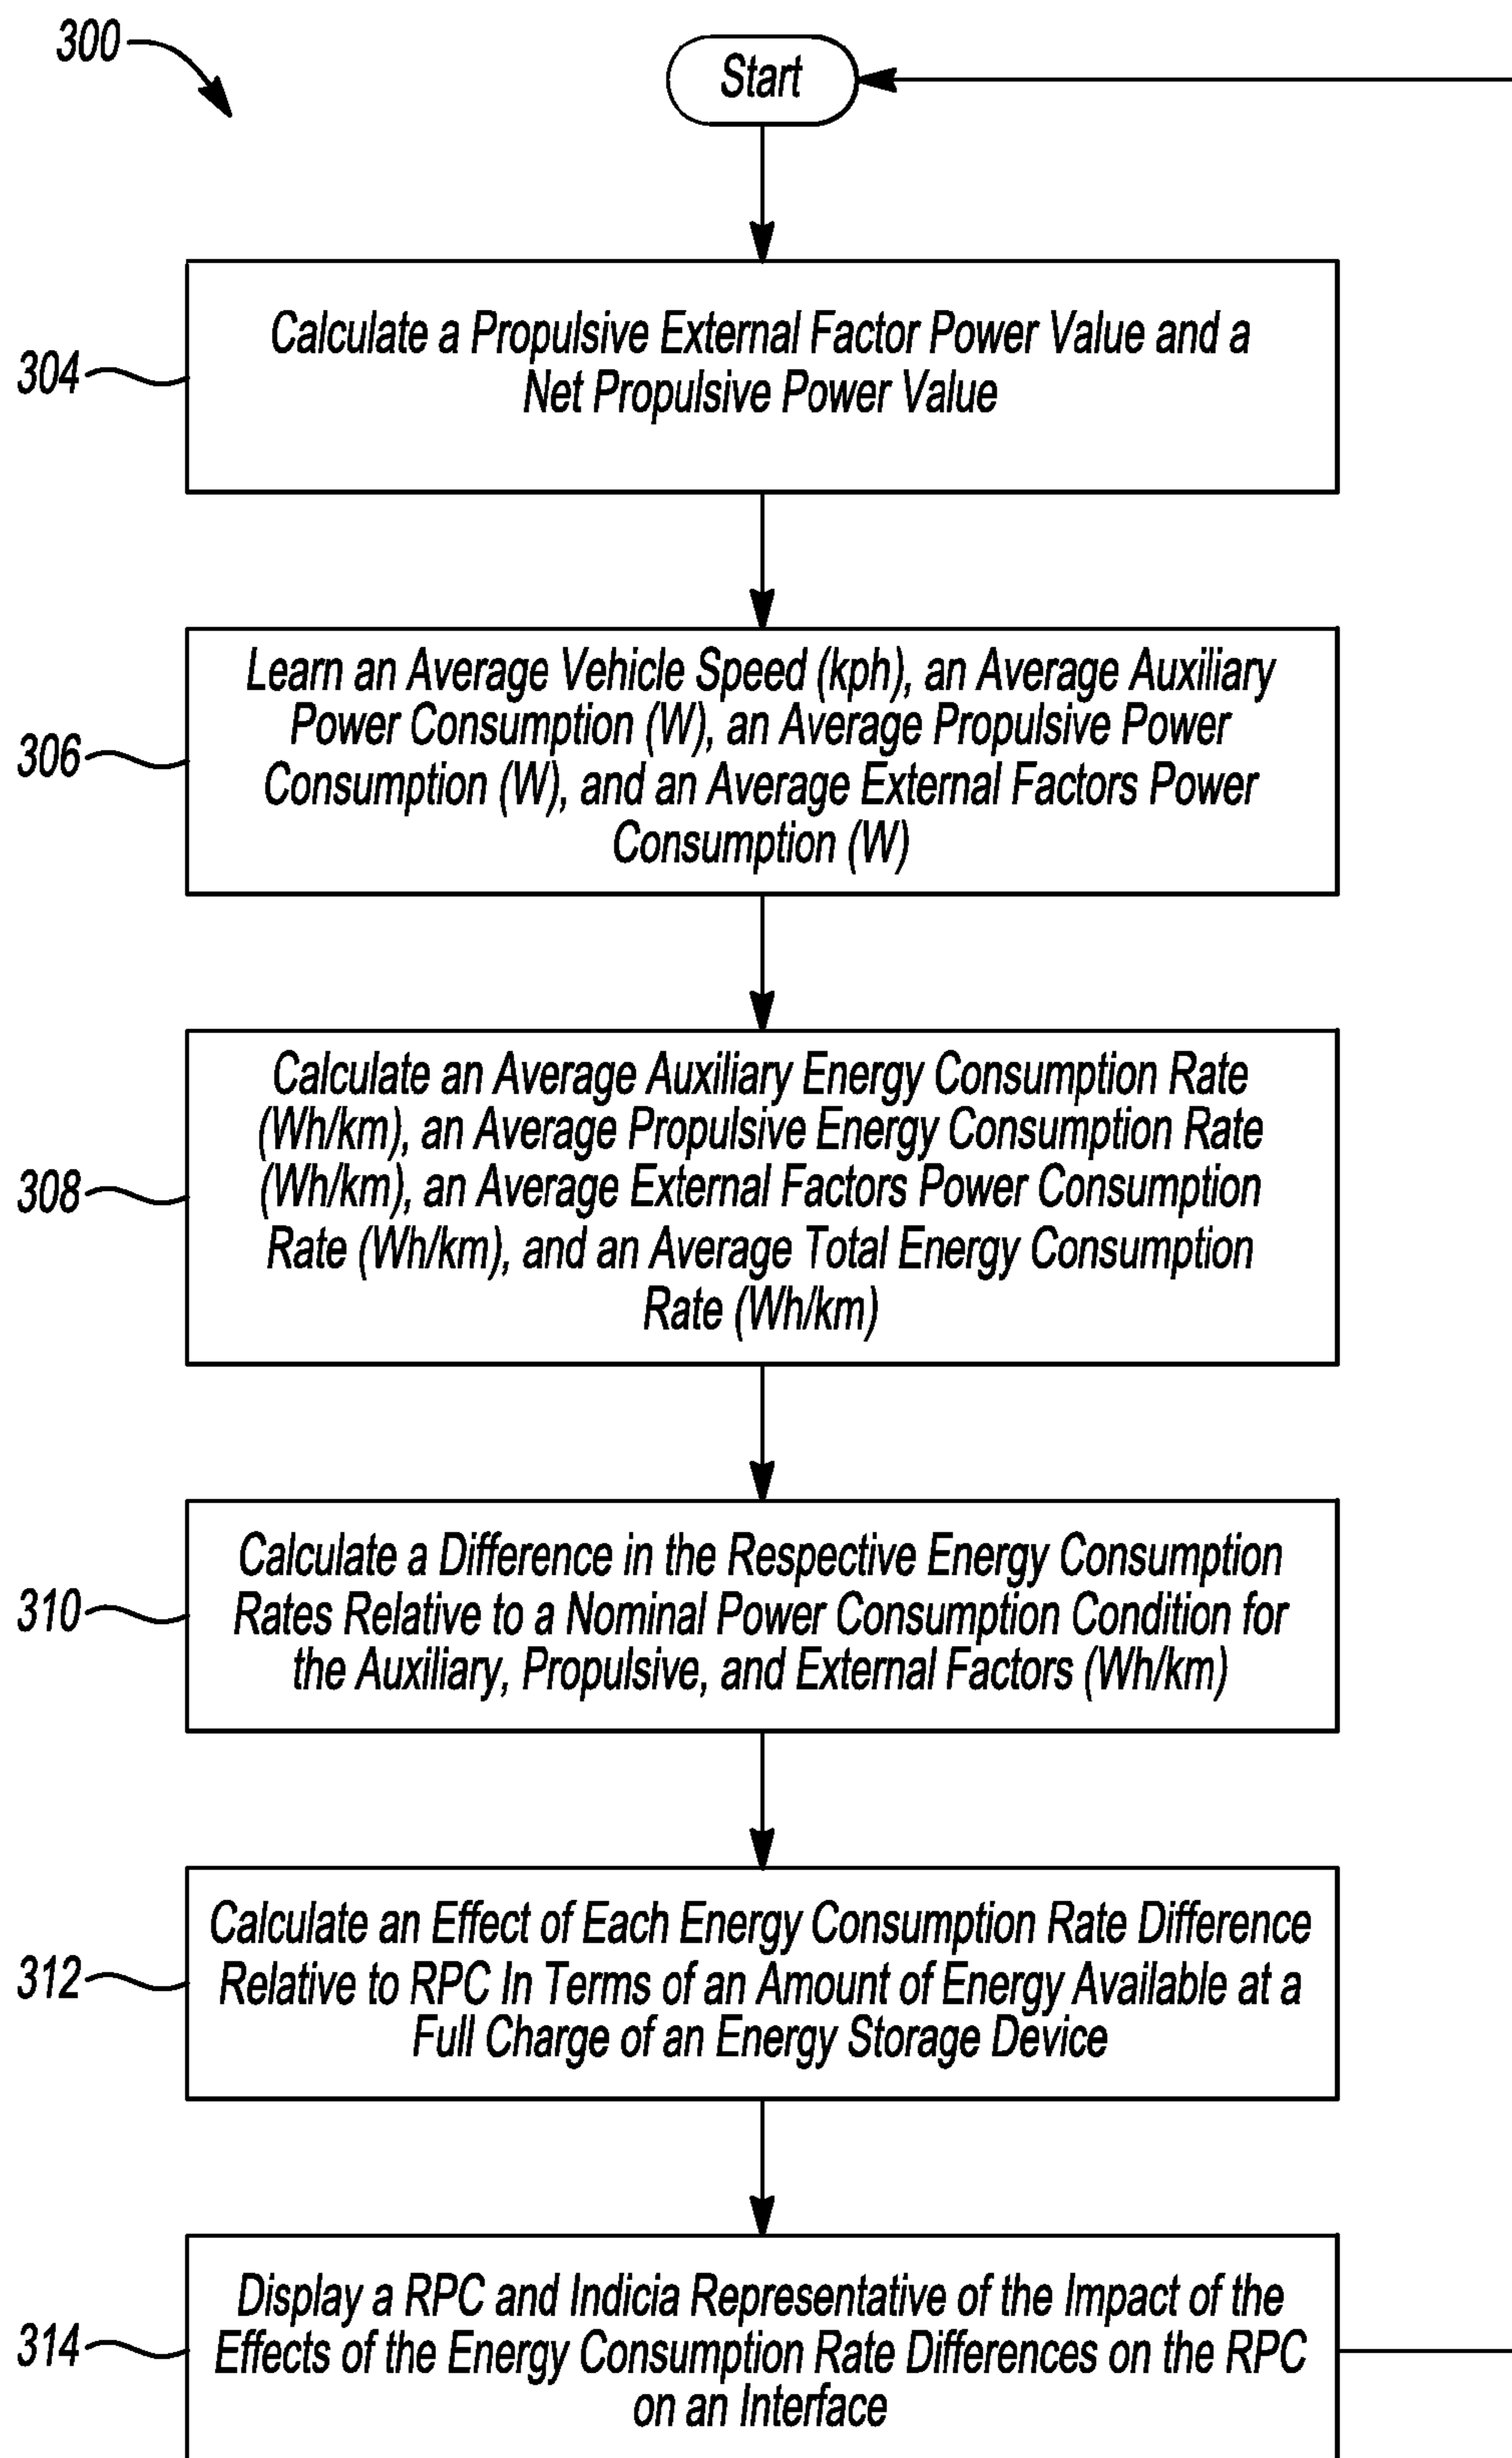 300
Start
304
Calculate a Propulsive External Factor Power Value and a
Net Propulsive Power Value
306
Learn an Average Vehicle Speed (kph), an Average Auxiliary
Power Consumption (W), an Average Propulsive Power
Consumption (W), and an Average External Factors Power
Consumption (W)
308
Calculate an Average Auxiliary Energy Consumption Rate
(Wh/km), an Average Propulsive Energy Consumption Rate
(Wh/km), an Average External Factors Power Consumption
Rate (Wh/km), and an Average Total Energy Consumption
Rate (Wh/km)
310
Calculate a Difference in the Respective Energy Consumption
Rates Relative to a Nominal Power Consumption Condition for
the Auxiliary, Propulsive, and External Factors (Wh/km)
312
Calculate an Effect of Each Energy Consumption Rate Difference
Relative to RPC In Terms of an Amount of Energy Available at a
Full Charge of an Energy Storage Device
314
Display a RPC and Indicia Representative of the Impact of the
Effects of the Energy Consumption Rate Differences on the RPC
on an Interface